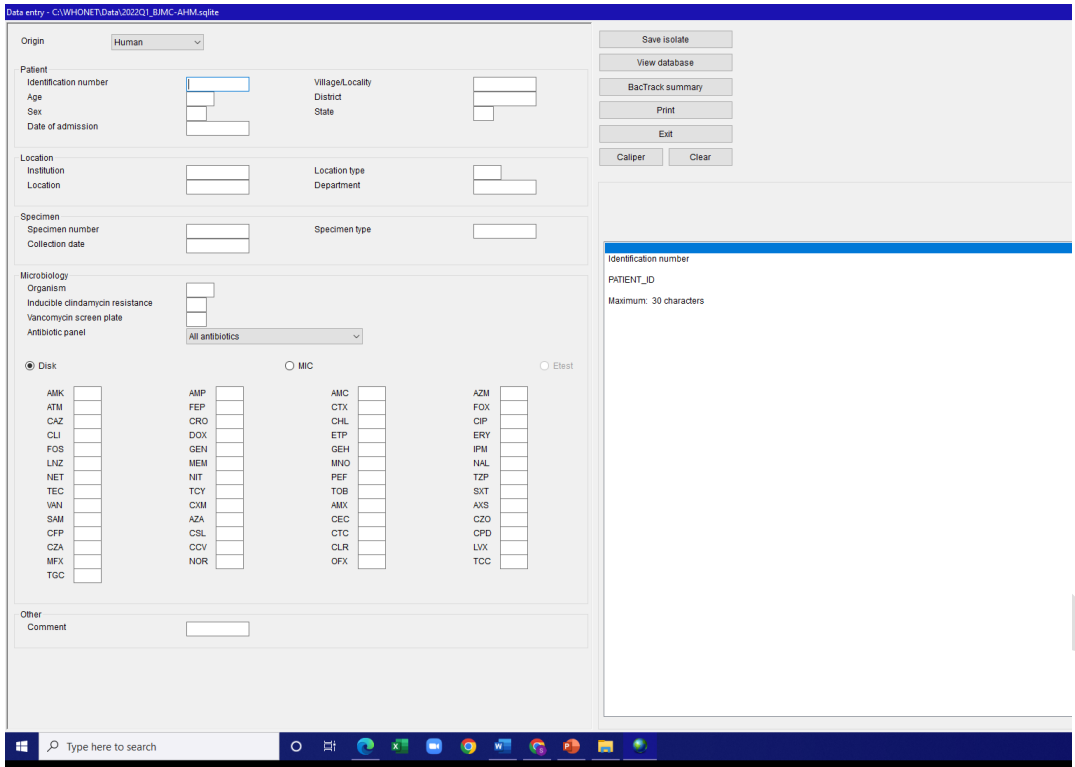 Data entry - C:\WHONET\Data\2022Q1_BJMC-AHM.sqlite
Origin Human
Patient
Identification number Village/Locality
Age District
Sex State
Date of admission
Location
Institution Location type
Location Department
Specimen
Specimen number Specimen type
Collection date
Microbiology
Organism
Inducible clindamycin resistance
Vancomycin screen plate
Antibiotic panel All antibiotics
Disk MIC Etest
AMK AMP AMC AZM
ATM FEP CTX FOX
CAZ CRO CHL CIP
CLI DOX ETP ERY
FOS GEN GEH IPM
LNZ MEM MNO NAL
NET NIT PEF TZP
TEC TCY TOB SXT
VAN CXM AMX AXS
SAM AZA CEC CZO
CFP CSL CTC CPD
CZA CCV CLR LVX
MFX NOR OFX TCC
TGC
Other
Comment
Save isolate
View database
BacTrack summary
Print
Exit
Caliper Clear
Identification number
PATIENT_ID
Maximum: 30 characters
Type here to search